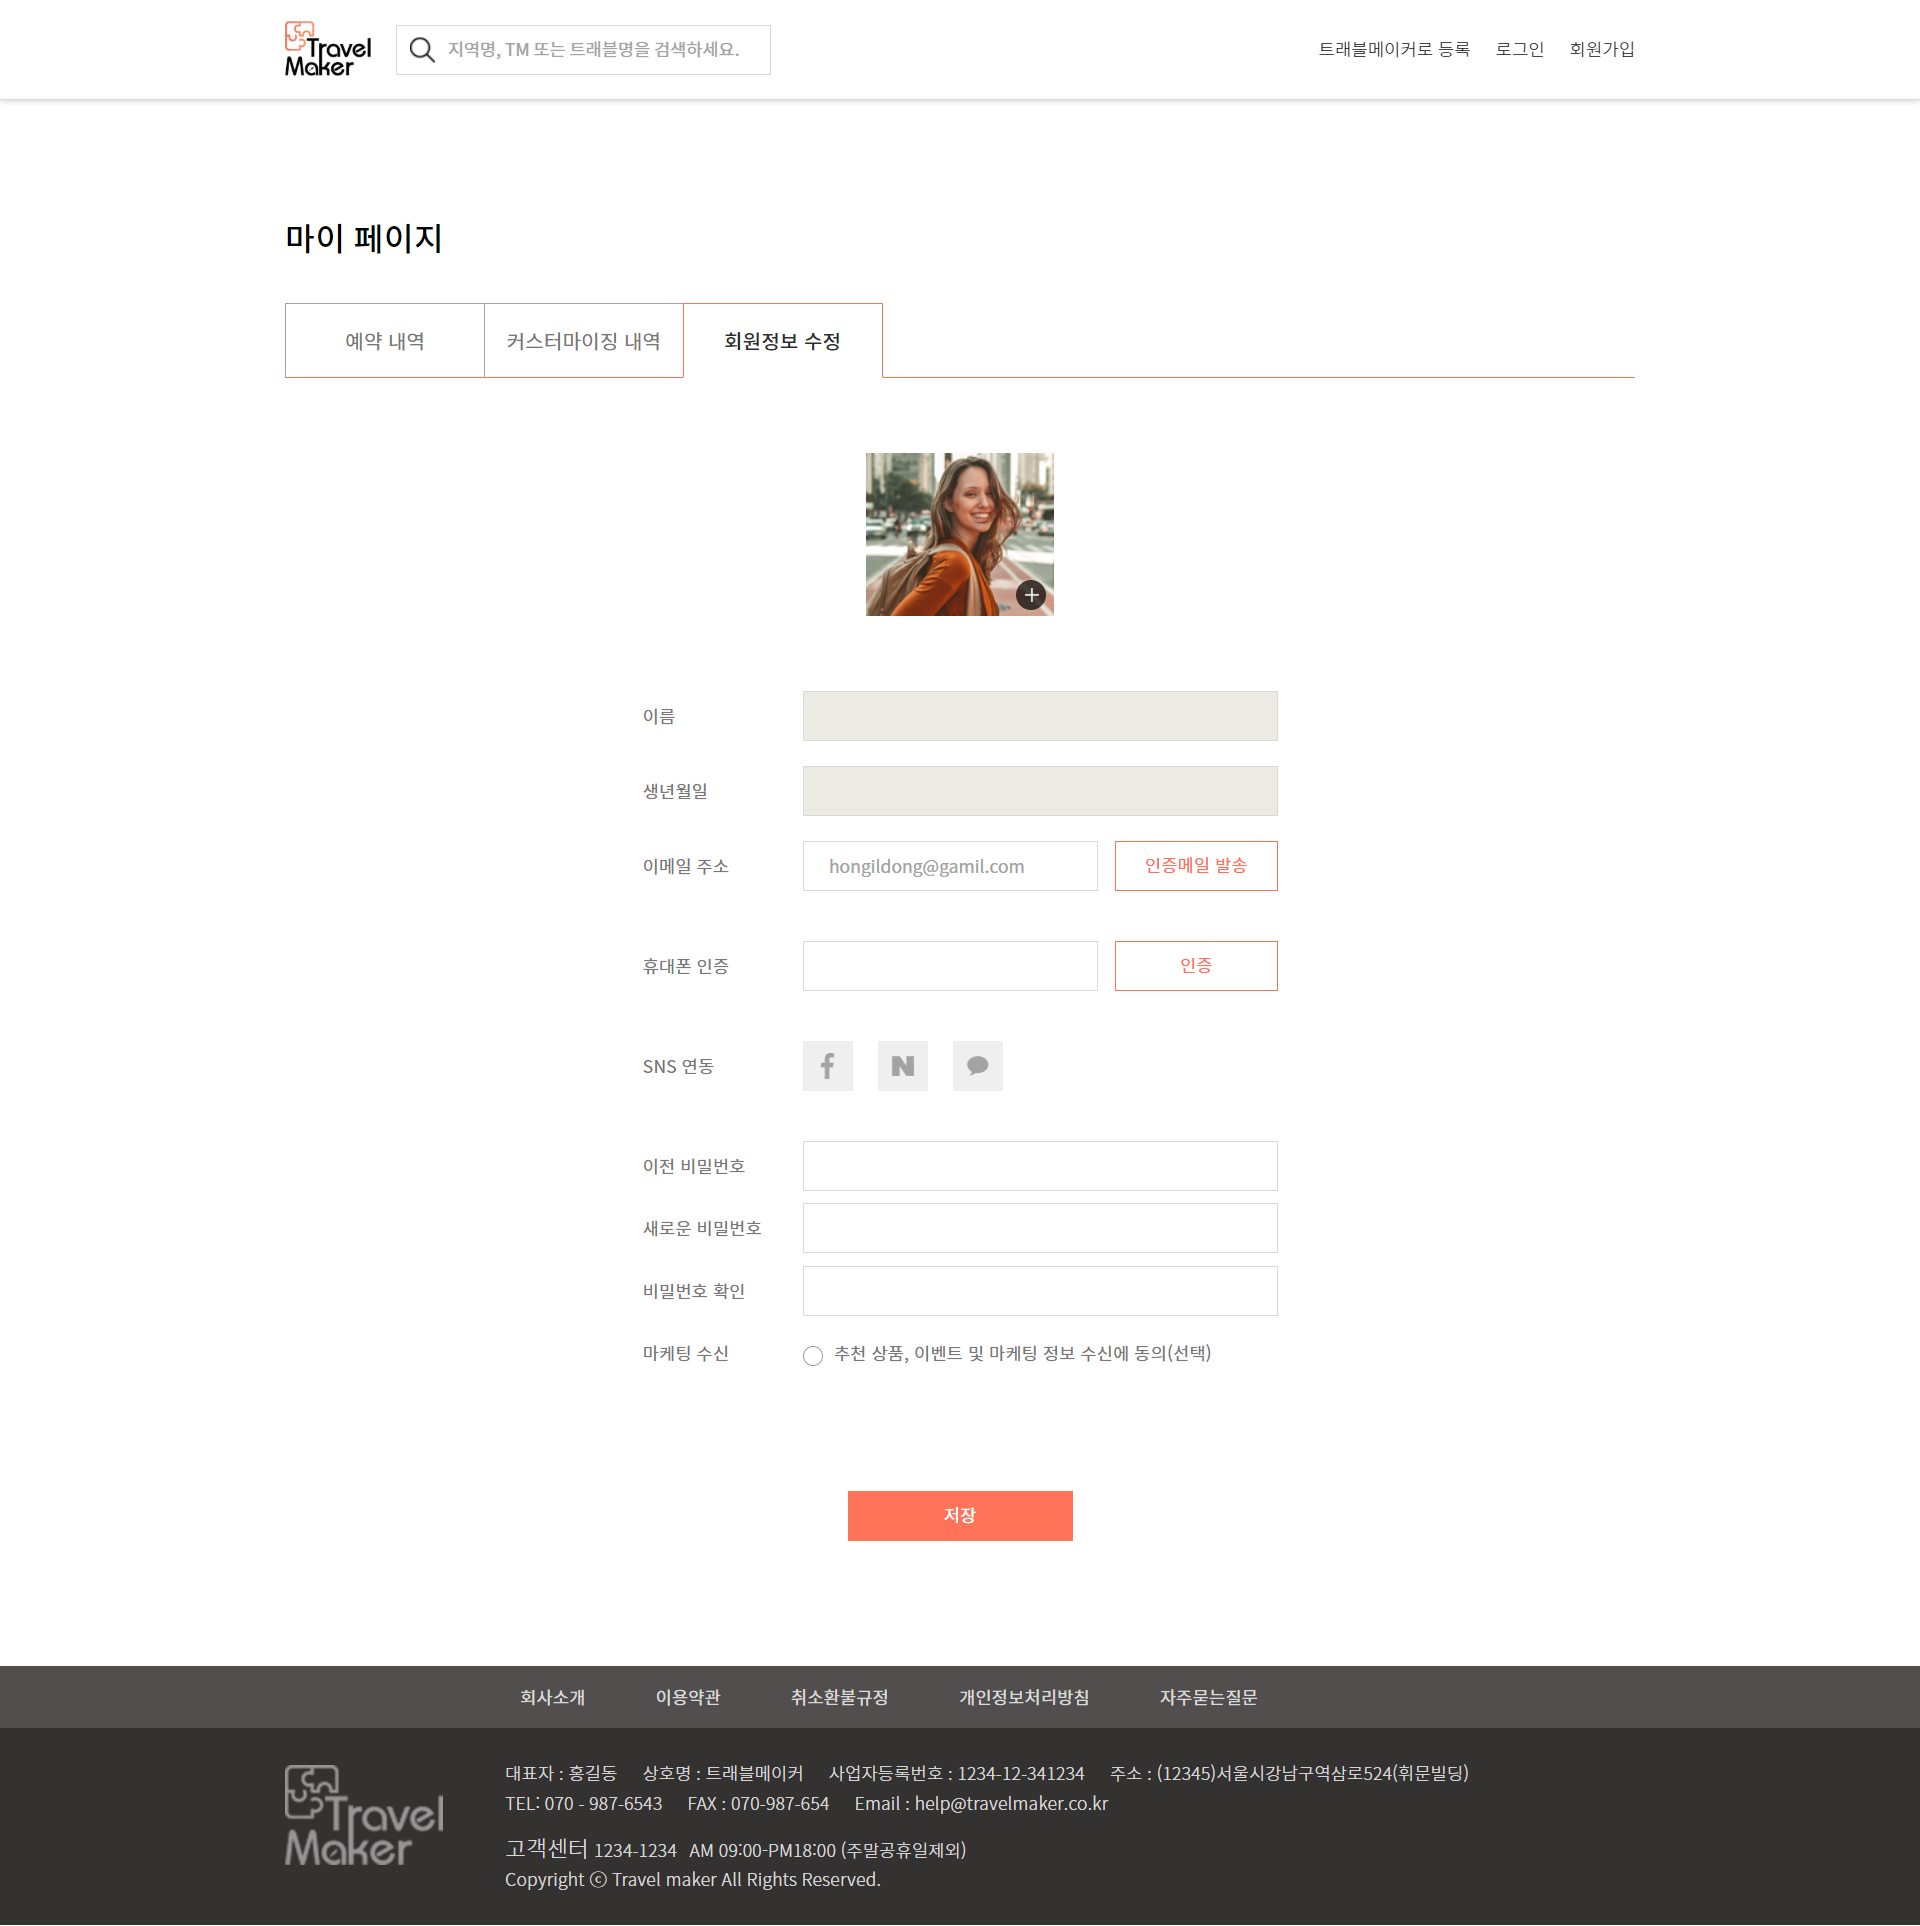 Travel Maker
지역명, TM 또는 트래블명을 검색하세요.
트래블메이커로 등록 로그인 회원가입
마이 페이지
예약 내역 커스터마이징 내역 회원정보 수정
이름
생년월일
이메일 주소 hongildong@gamil.com 인증메일 발송
휴대폰 인증 인증
SNS 연동 f N
이전 비밀번호
새로운 비밀번호
비밀번호 확인
마케팅 수신 추천 상품, 이벤트 및 마케팅 정보 수신에 동의(선택)
저장
회사소개 이용약관 취소환불규정 개인정보처리방침 자주묻는질문
Travel Maker
대표자 : 홍길동 상호명 : 트래블메이커 사업자등록번호 : 1234-12-341234 주소 : (12345)서울시강남구역삼로524(휘문빌딩)
TEL: 070 - 987-6543 FAX : 070-987-654 Email : help@travelmaker.co.kr
고객센터 1234-1234 AM 09:00-PM18:00 (주말공휴일제외)
Copyright ⓒ Travel maker All Rights Reserved.